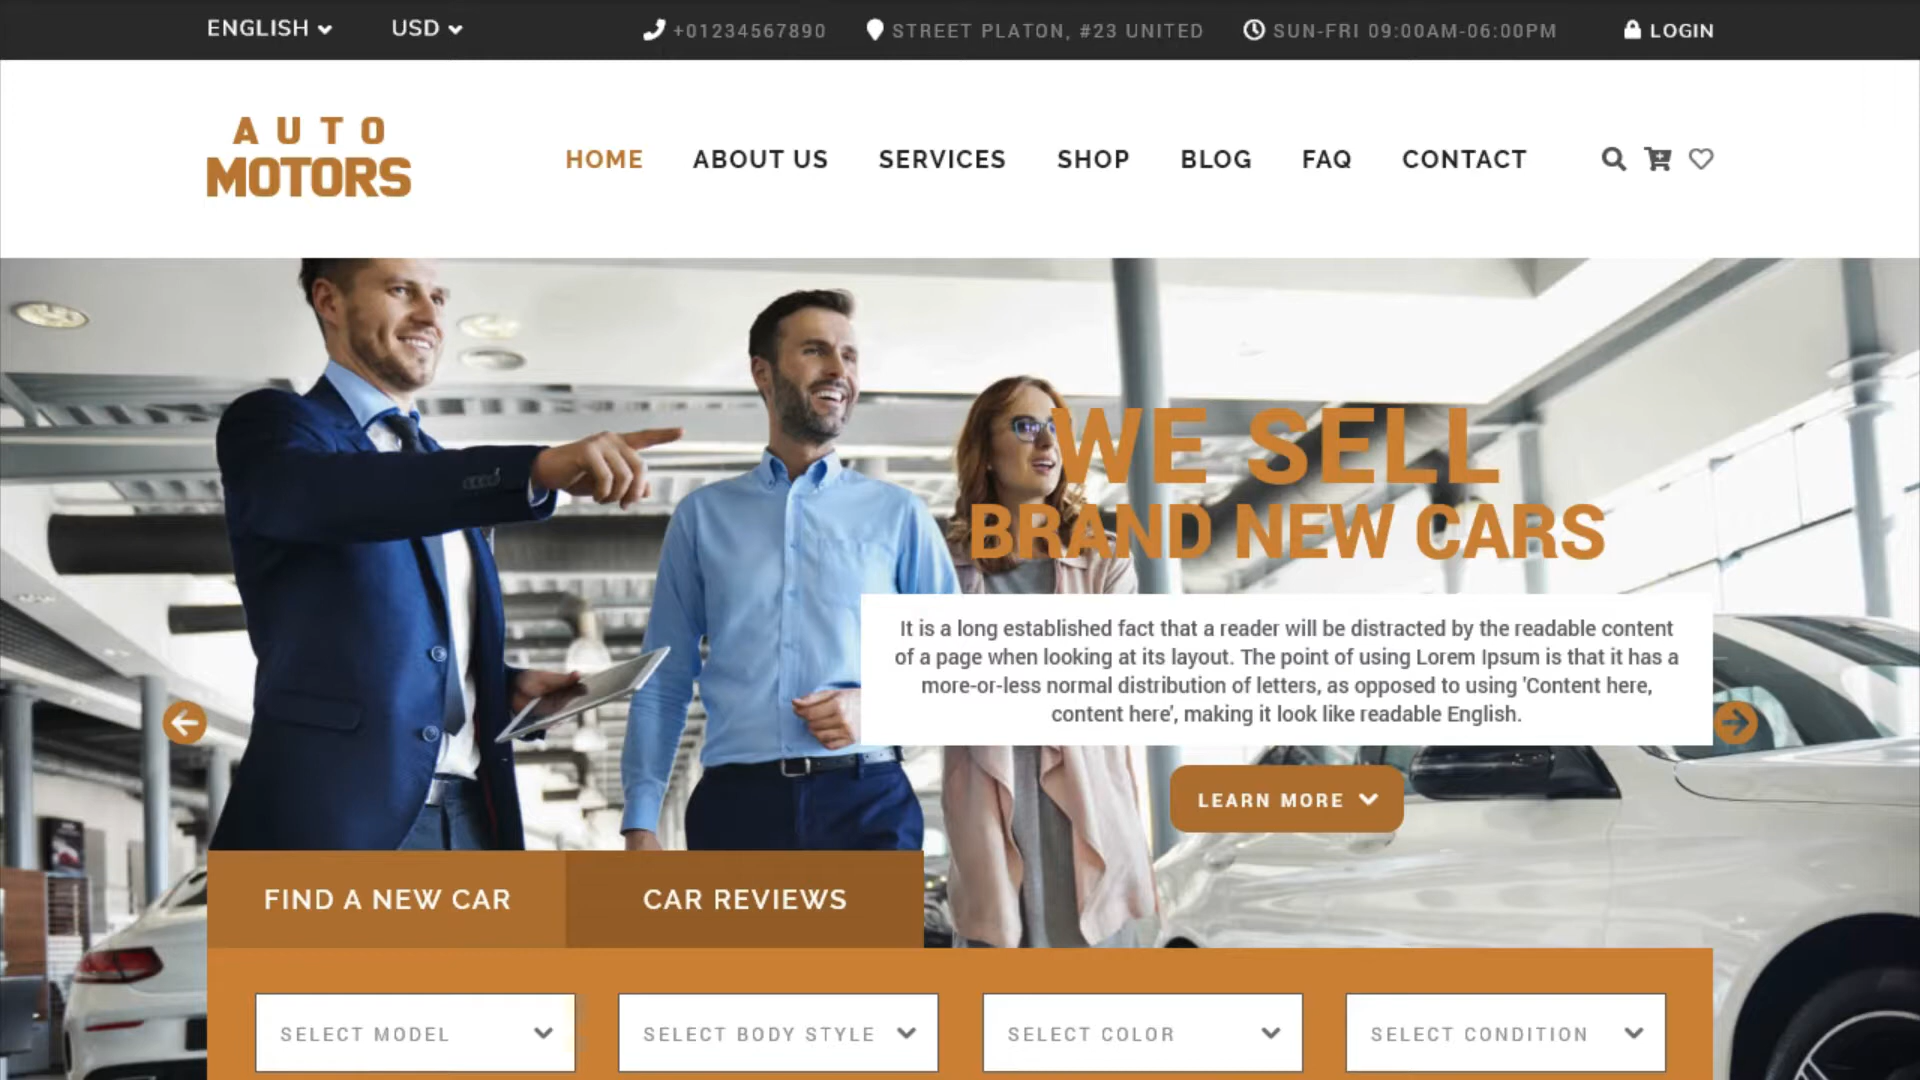 ENGLISH
USD
+01234567890
STREET PLATON, #23 UNITED
SUN-FRI 09:00AM-06:00PM
LOGIN
AUTO
MOTORS
HOME
ABOUT US
SERVICES
SHOP
BLOG
FAQ
CONTACT
WE SELL
BRAND NEW CARS
It is a long established fact that a reader will be distracted by the readable content
of a page when looking at its layout. The point of using Lorem Ipsum is that it has a
more-or-less normal distribution of letters, as opposed to using 'Content here,
content here', making it look like readable English.
LEARN MORE
FIND A NEW CAR
CAR REVIEWS
SELECT MODEL
SELECT BODY STYLE
SELECT COLOR
SELECT CONDITION